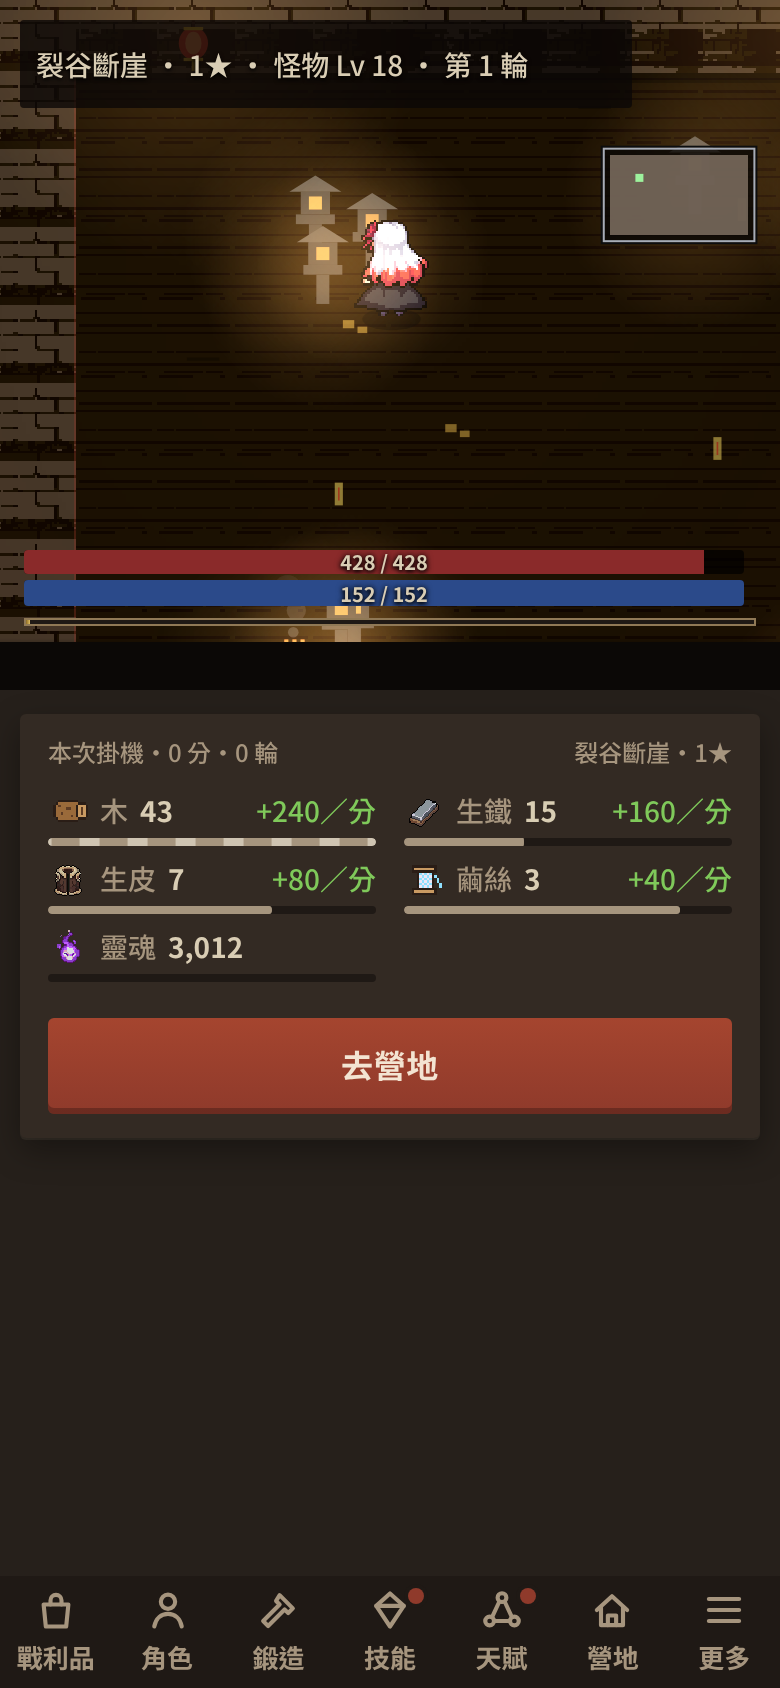 裂谷斷崖 · 1★ · 怪物 Lv 18 · 第 1 輪
428 / 428
152 / 152
本次掛機·0 分·0 輪
裂谷斷崖·1★
木 43 +240／分
生鐵 15 +160／分
生皮 7 +80／分
繭絲 3 +40／分
靈魂 3,012
去營地
戰利品 角色 鍛造 技能 天賦 營地 更多